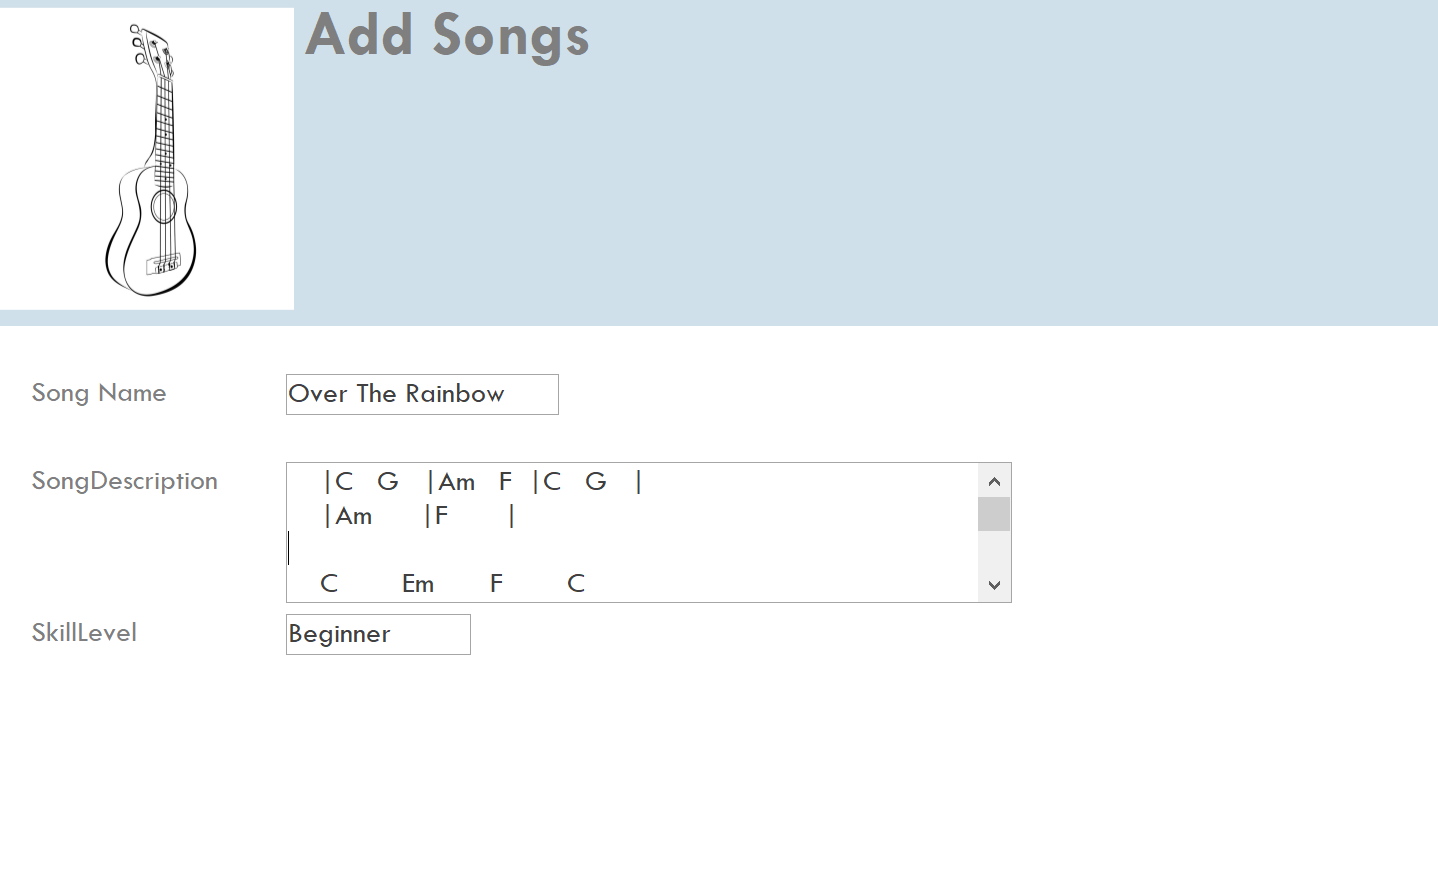 Add Songs
Song Name
Over The Rainbow
SongDescription
|C G |Am F |C G |
|Am |F |
C Em F C
SkillLevel
Beginner